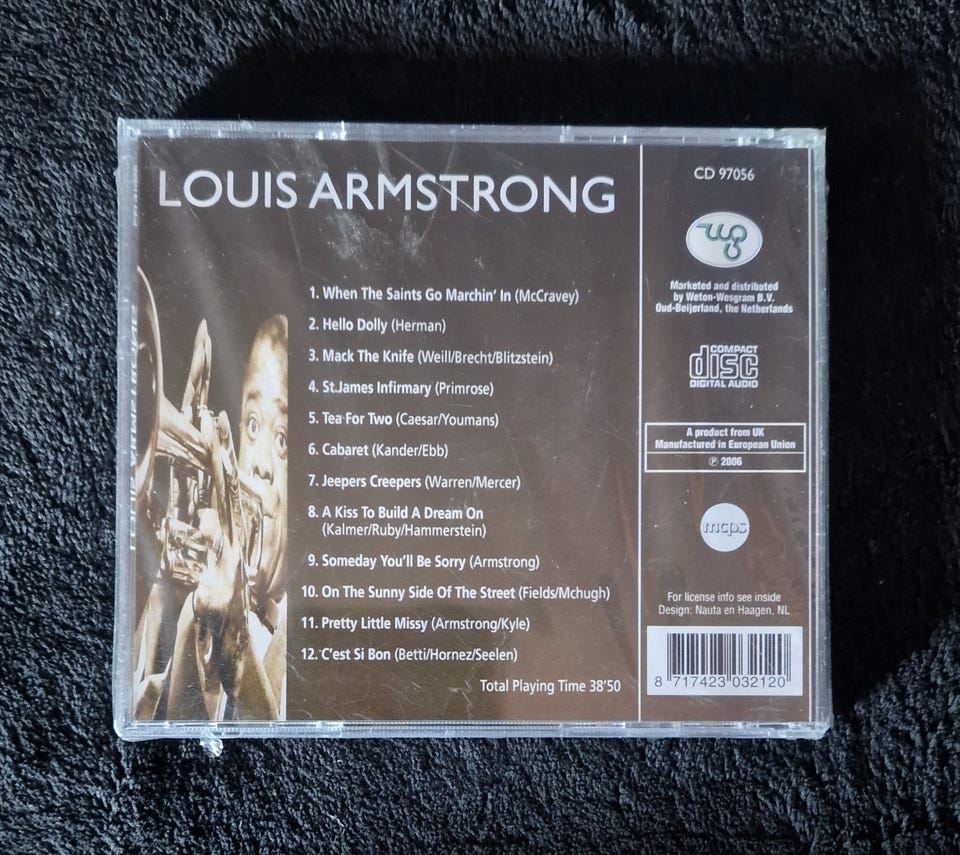 LOUIS ARMSTRONG
1. When The Saints Go Marchin' In (McCravey)
2. Hello Dolly (Herman)
3. Mack The Knife (Weill/Brecht/Blitzstein)
4. St.James Infirmary (Primrose)
5. Tea For Two (Caesar/Youmans)
6. Cabaret (Kander/Ebb)
7. Jeepers Creepers (Warren/Mercer)
8. A Kiss To Build A Dream On
(Kalmer/Ruby/Hammerstein)
9. Someday You'll Be Sorry (Armstrong)
10. On The Sunny Side Of The Street (Fields/Mchugh)
11. Pretty Little Missy (Armstrong/Kyle)
12. C'est Si Bon (Betti/Hornez/Seelen)
Total Playing Time 38'50
CD 97056
Marketed and distributed
by Weton-Wesgram B.V.
Oud-Beijerland, the Netherlands
COMPACT
disc
DIGITAL AUDIO
A product from UK
Manufactured in European Union
℗ 2006
mcps
For license info see inside
Design: Nauta en Haagen, NL
8 717423 032120